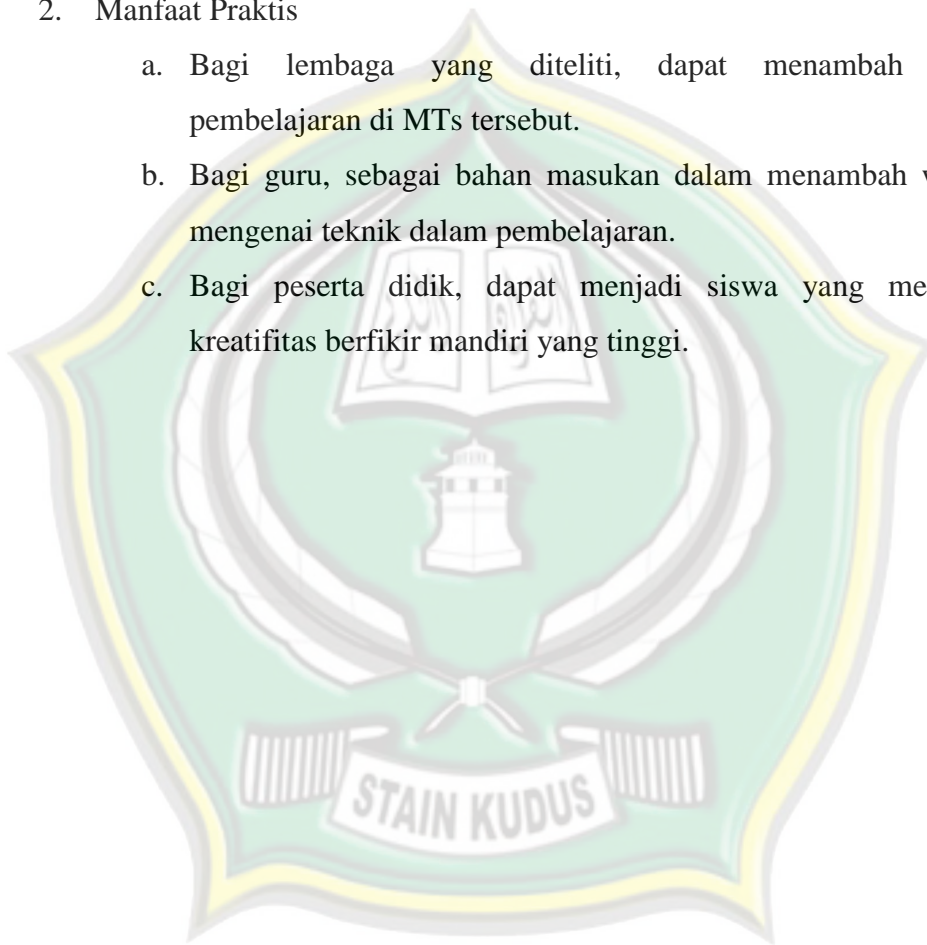 2. Manfaat Praktis
a. Bagi lembaga yang diteliti, dapat menambah
pembelajaran di MTs tersebut.
b. Bagi guru, sebagai bahan masukan dalam menambah
mengenai teknik dalam pembelajaran.
c. Bagi peserta didik, dapat menjadi siswa yang
kreatifitas berfikir mandiri yang tinggi.
STAIN KUDUS